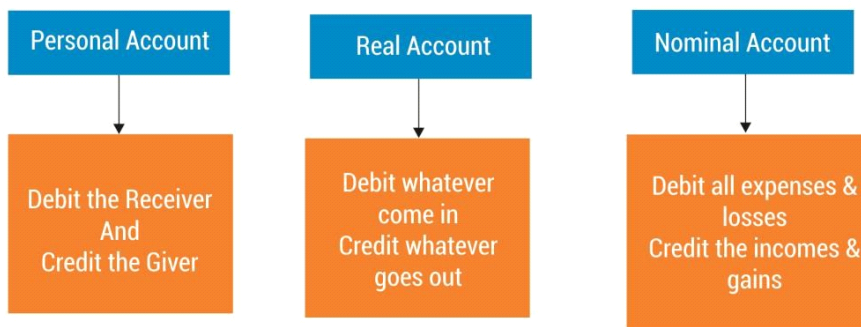 Personal Account
Debit the Receiver
And
Credit the Giver
Real Account
Debit whatever
come in
Credit whatever
goes out
Nominal Account
Debit all expenses &
losses
Credit the incomes &
gains